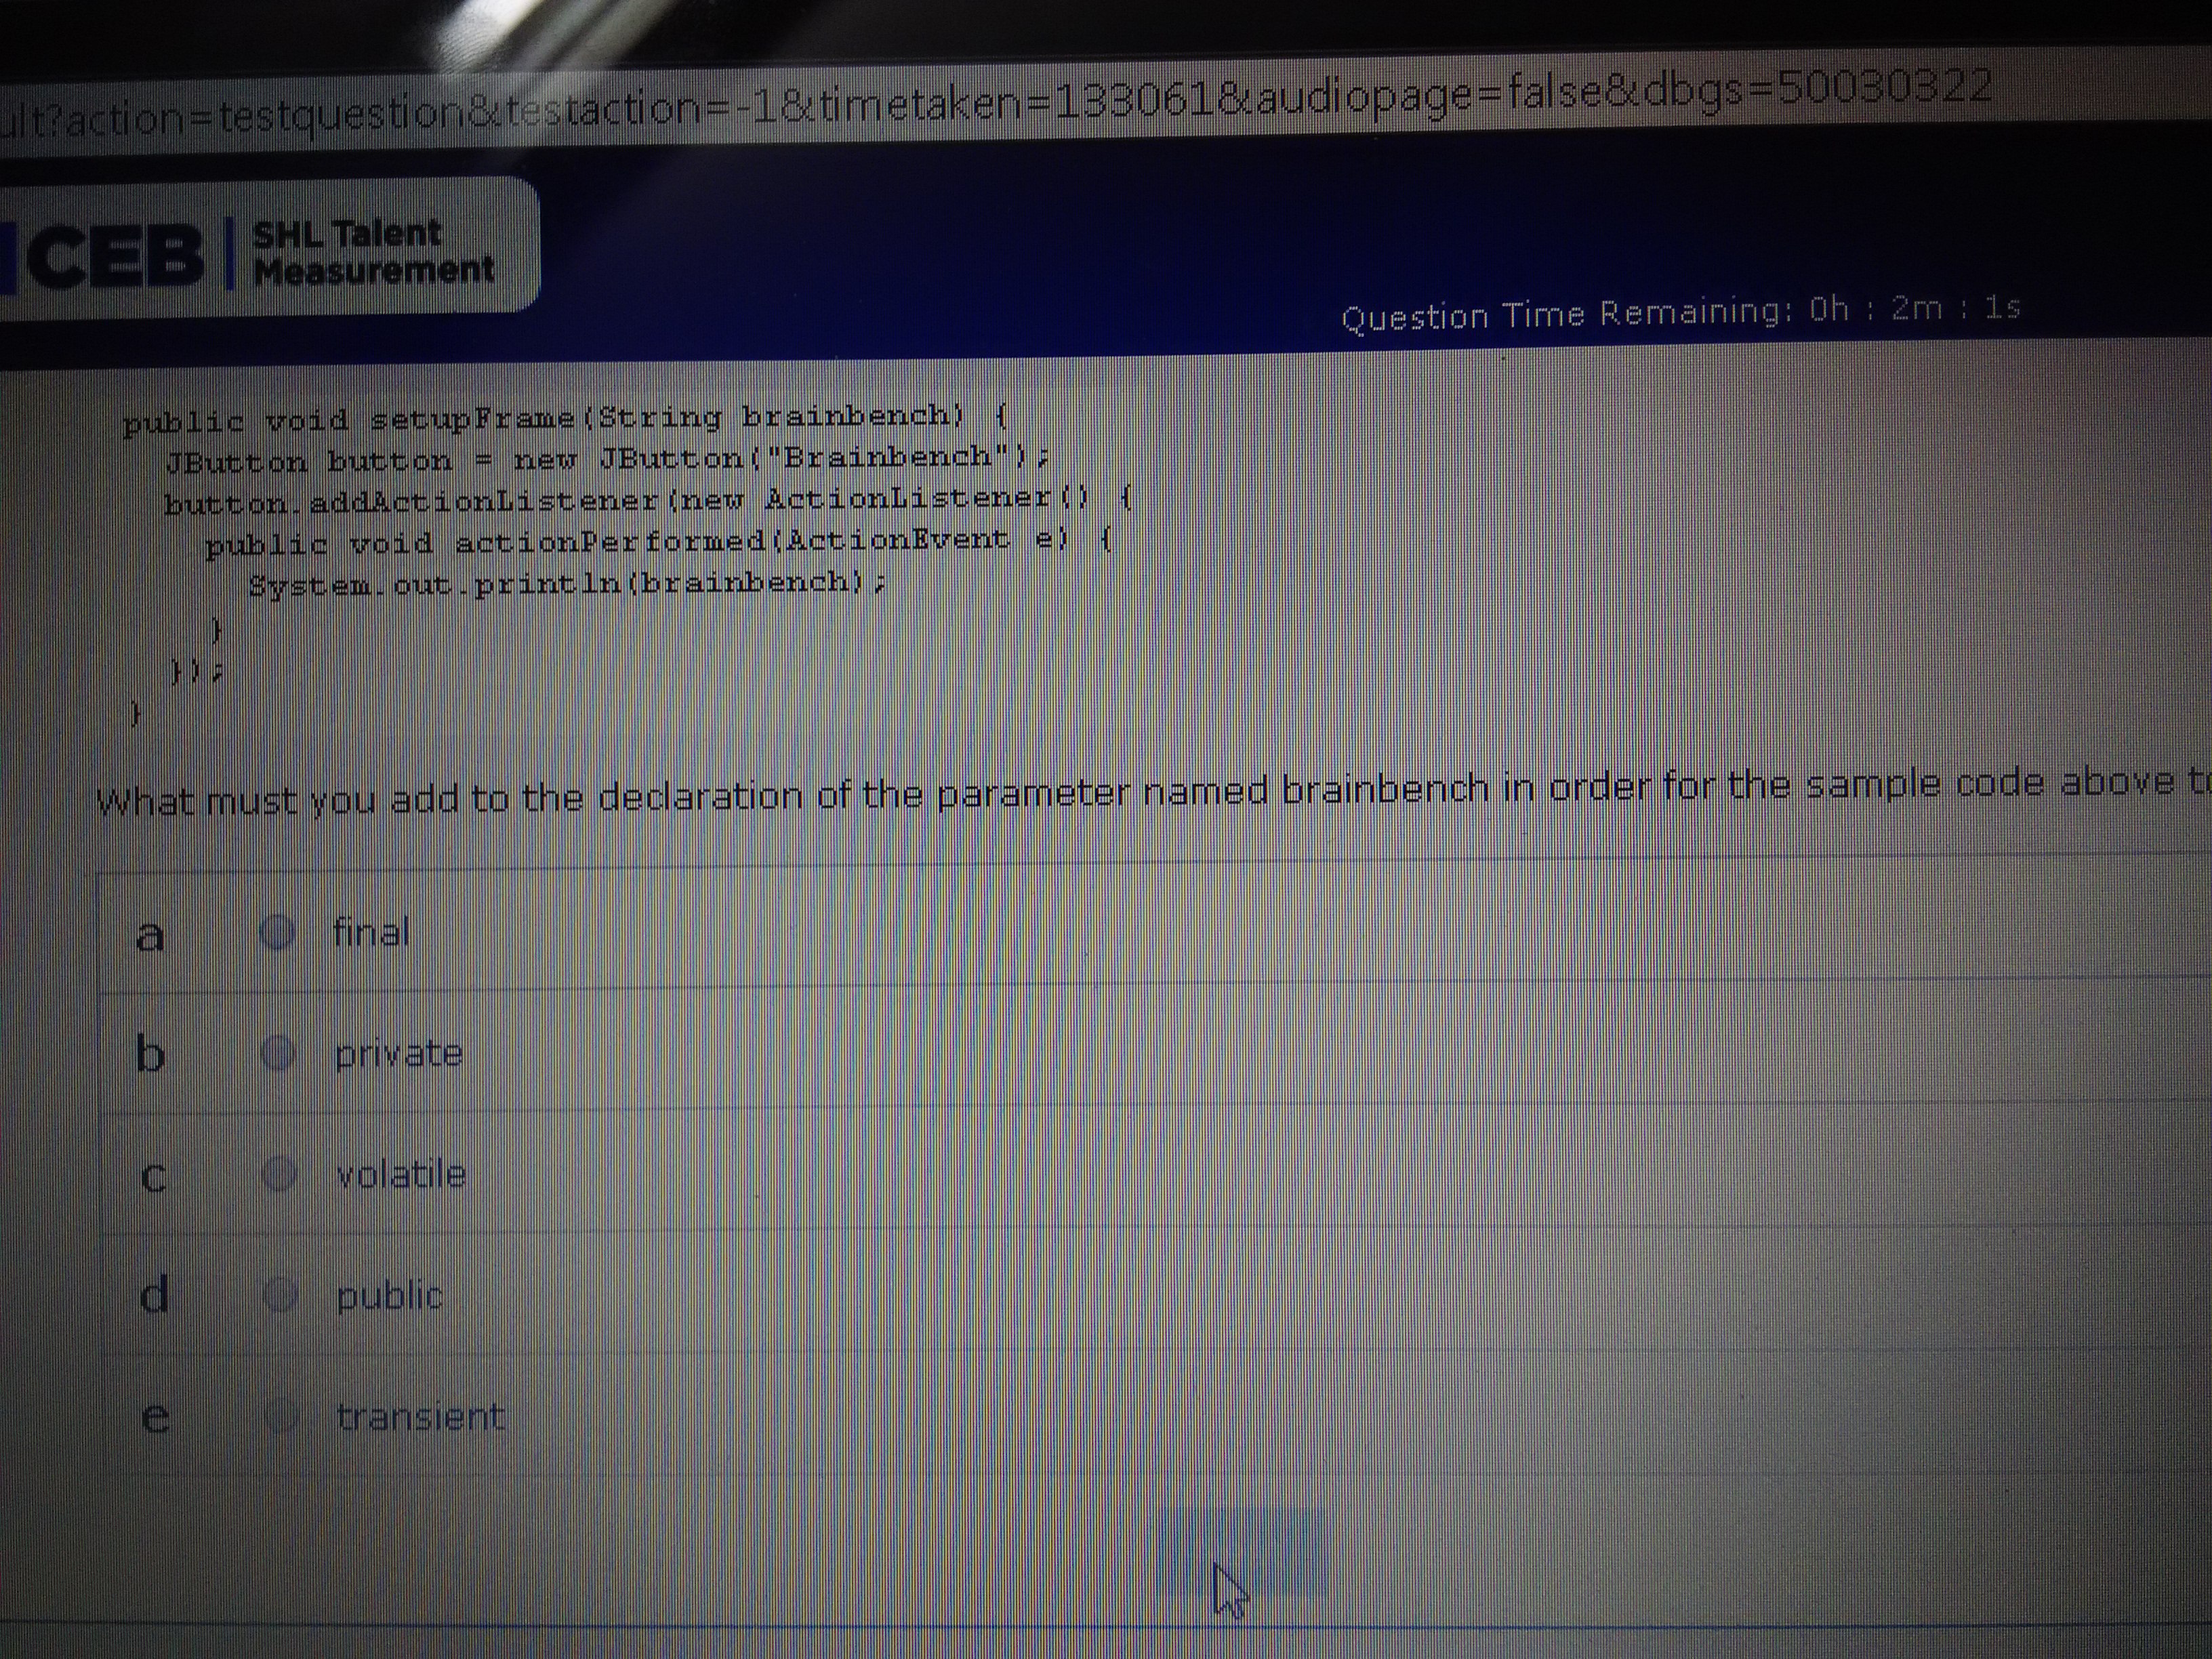 ult?action=testquestion&testaction=-1&timetaken=133061&audiopage=false&dbgs=50030322
CEB
SHL Talent
Measurement
Question Time Remaining: 0h : 2m : 1s
public void setupFrame(String brainbench) {
JButton button = new JButton("Brainbench");
button.addActionListener(new ActionListener() {
public void actionPerformed(ActionEvent e) {
System.out.println(brainbench);
}
});
}
What must you add to the declaration of the parameter named brainbench in order for the sample code above
a final
b private
c volatile
d public
e transient